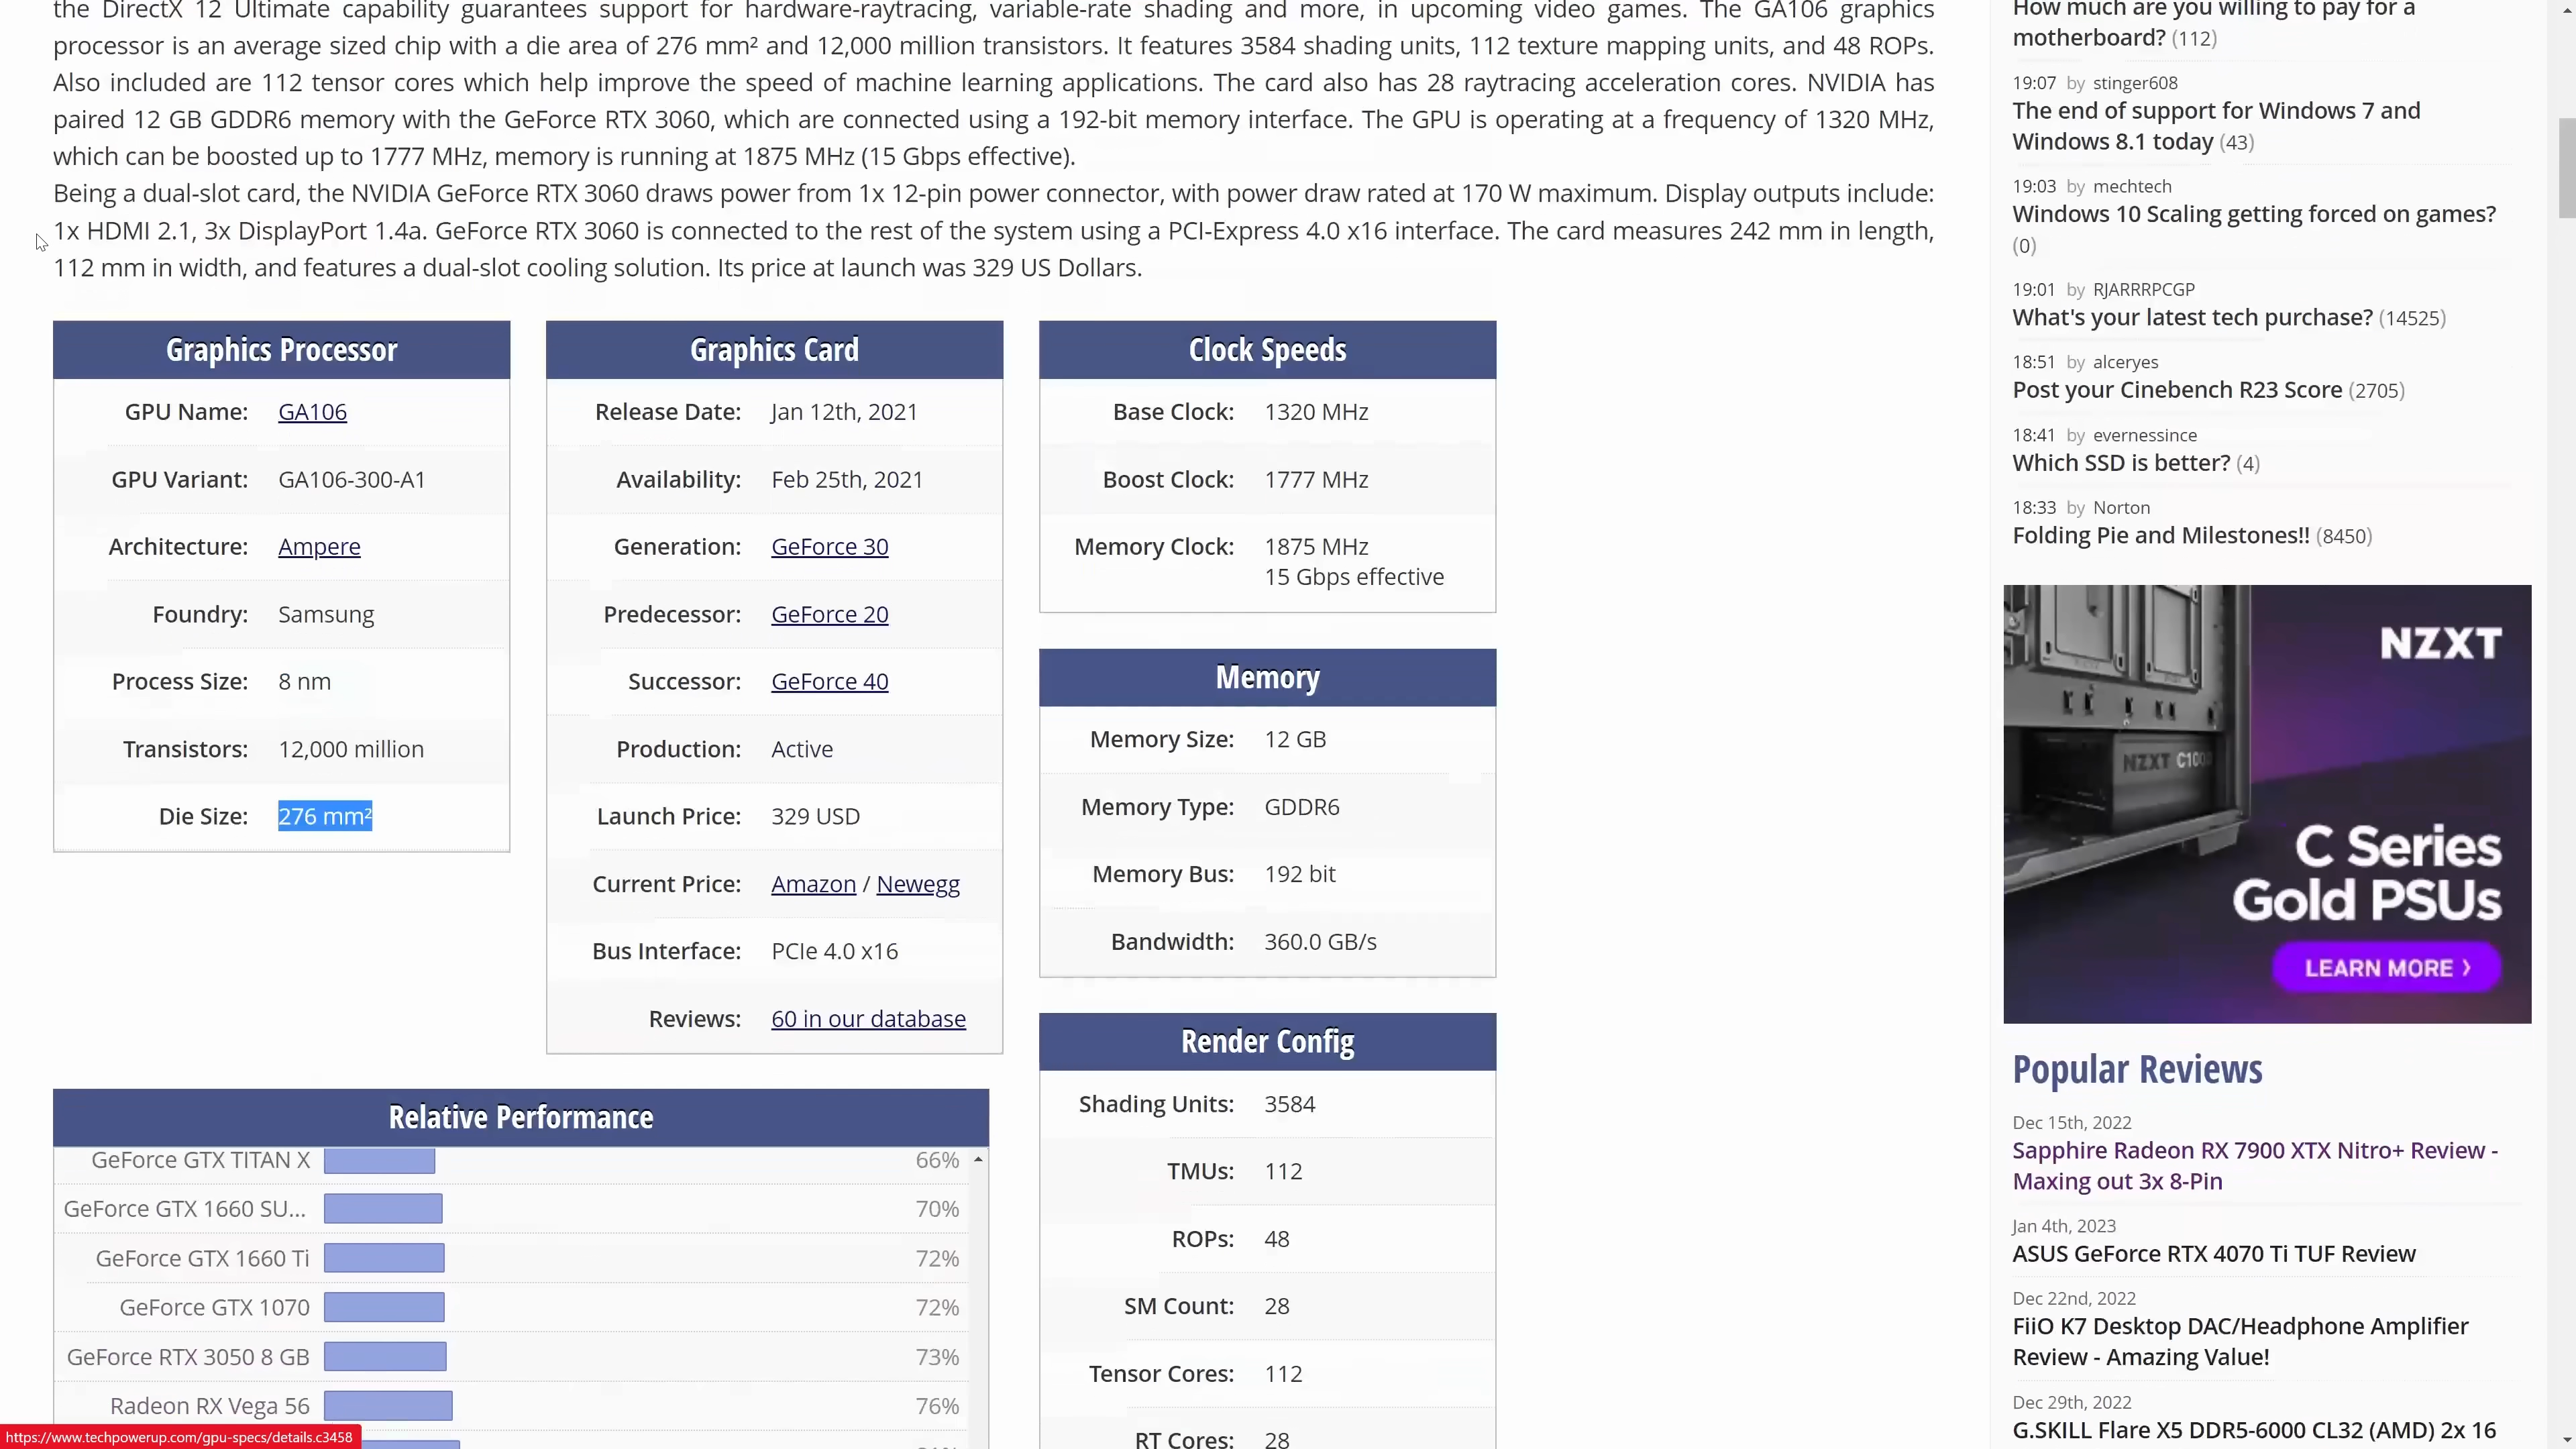 the DirectX 12 Ultimate capability guarantees support for hardware-raytracing, variable-rate shading and more, in upcoming video games. The GA106 graphics
processor is an average sized chip with a die area of 276 mm² and 12,000 million transistors. It features 3584 shading units, 112 texture mapping units, and 48 ROPs.
Also included are 112 tensor cores which help improve the speed of machine learning applications. The card also has 28 raytracing acceleration cores. NVIDIA has
paired 12 GB GDDR6 memory with the GeForce RTX 3060, which are connected using a 192-bit memory interface. The GPU is operating at a frequency of 1320 MHz,
which can be boosted up to 1777 MHz, memory is running at 1875 MHz (15 Gbps effective).
Being a dual-slot card, the NVIDIA GeForce RTX 3060 draws power from 1x 12-pin power connector, with power draw rated at 170 W maximum. Display outputs include:
1x HDMI 2.1, 3x DisplayPort 1.4a. GeForce RTX 3060 is connected to the rest of the system using a PCI-Express 4.0 x16 interface. The card measures 242 mm in length,
112 mm in width, and features a dual-slot cooling solution. Its price at launch was 329 US Dollars.
Graphics Processor
GPU Name: GA106
GPU Variant: GA106-300-A1
Architecture: Ampere
Foundry: Samsung
Process Size: 8 nm
Transistors: 12,000 million
Die Size: 276 mm²
Graphics Card
Release Date: Jan 12th, 2021
Availability: Feb 25th, 2021
Generation: GeForce 30
Predecessor: GeForce 20
Successor: GeForce 40
Production: Active
Launch Price: 329 USD
Current Price: Amazon / Newegg
Bus Interface: PCIe 4.0 x16
Reviews: 60 in our database
Clock Speeds
Base Clock: 1320 MHz
Boost Clock: 1777 MHz
Memory Clock: 1875 MHz
15 Gbps effective
Memory
Memory Size: 12 GB
Memory Type: GDDR6
Memory Bus: 192 bit
Bandwidth: 360.0 GB/s
Render Config
Shading Units: 3584
TMUs: 112
ROPs: 48
SM Count: 28
Tensor Cores: 112
RT Cores: 28
Relative Performance
GeForce GTX TITAN X 66%
GeForce GTX 1660 SU... 70%
GeForce GTX 1660 Ti 72%
GeForce GTX 1070 72%
GeForce RTX 3050 8 GB 73%
Radeon RX Vega 56 76%
https://www.techpowerup.com/gpu-specs/details.c3458
How much are you willing to pay for a
motherboard? (112)
19:07 by stinger608
The end of support for Windows 7 and
Windows 8.1 today (43)
19:03 by mechtech
Windows 10 Scaling getting forced on games?
(0)
19:01 by RJARRRPCGP
What's your latest tech purchase? (14525)
18:51 by alceryes
Post your Cinebench R23 Score (2705)
18:41 by evernessince
Which SSD is better? (4)
18:33 by Norton
Folding Pie and Milestones!! (8450)
NZXT
NZXT
C Series
Gold PSUs
LEARN MORE ›
Popular Reviews
Dec 15th, 2022
Sapphire Radeon RX 7900 XTX Nitro+ Review -
Maxing out 3x 8-Pin
Jan 4th, 2023
ASUS GeForce RTX 4070 Ti TUF Review
Dec 22nd, 2022
FiiO K7 Desktop DAC/Headphone Amplifier
Review - Amazing Value!
Dec 29th, 2022
G.SKILL Flare X5 DDR5-6000 CL32 (AMD) 2x 16